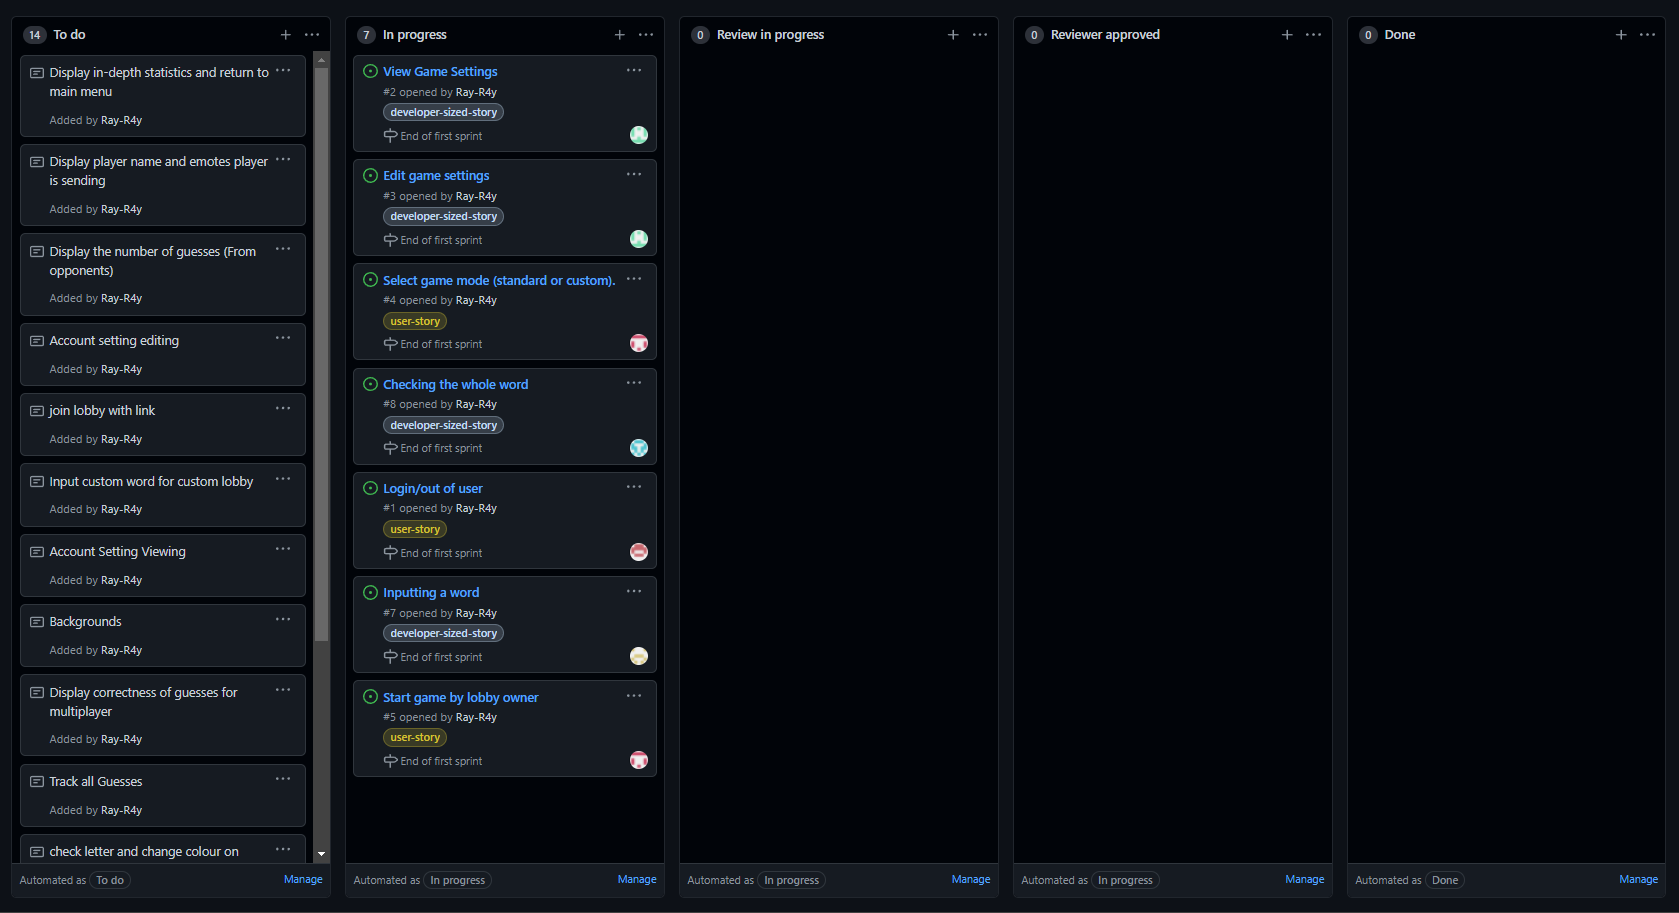 14 To do
Display in-depth statistics and return to
main menu
Added by Ray-R4y
Display player name and emotes player
is sending
Added by Ray-R4y
Display the number of guesses (From
opponents)
Added by Ray-R4y
Account setting editing
Added by Ray-R4y
join lobby with link
Added by Ray-R4y
Input custom word for custom lobby
Added by Ray-R4y
Account Setting Viewing
Added by Ray-R4y
Backgrounds
Added by Ray-R4y
Display correctness of guesses for
multiplayer
Added by Ray-R4y
Track all Guesses
Added by Ray-R4y
check letter and change colour on
Automated as To do Manage
7 In progress
View Game Settings
#2 opened by Ray-R4y
developer-sized-story
End of first sprint
Edit game settings
#3 opened by Ray-R4y
developer-sized-story
End of first sprint
Select game mode (standard or custom).
#4 opened by Ray-R4y
user-story
End of first sprint
Checking the whole word
#8 opened by Ray-R4y
developer-sized-story
End of first sprint
Login/out of user
#1 opened by Ray-R4y
user-story
End of first sprint
Inputting a word
#7 opened by Ray-R4y
developer-sized-story
End of first sprint
Start game by lobby owner
#5 opened by Ray-R4y
user-story
End of first sprint
Automated as In progress Manage
0 Review in progress
Automated as In progress Manage
0 Reviewer approved
Automated as In progress Manage
0 Done
Automated as Done Manage